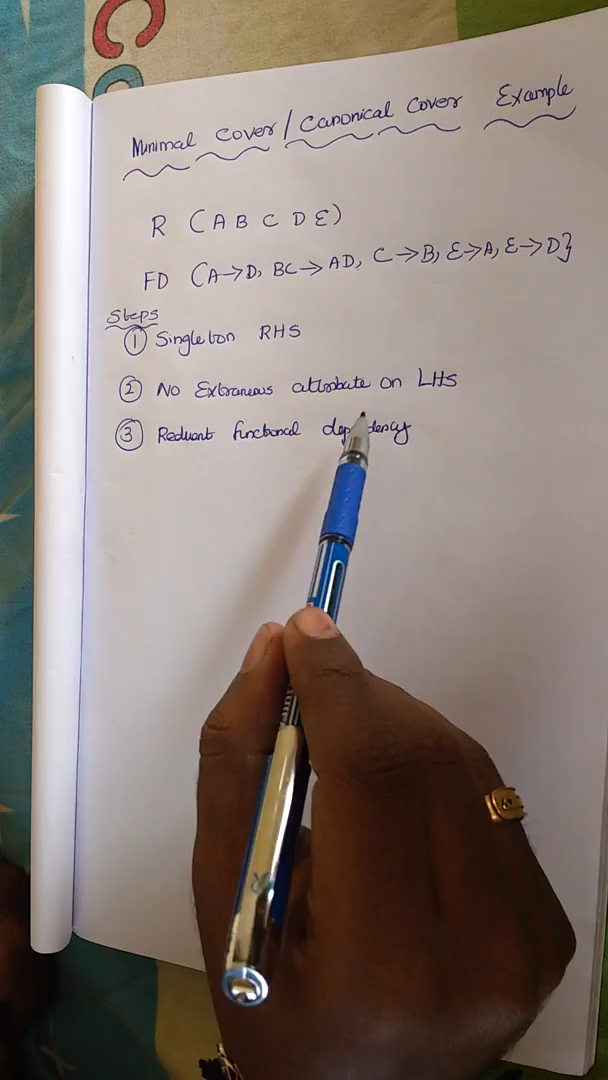 Minimal Cover / Canonical Cover Example
R (A B C D E)
FD (A→D, BC→AD, C→B, E→A, E→D}
Steps
① Singleton RHS
② No Extraneous attribute on LHS
③ Reduant functional dependency